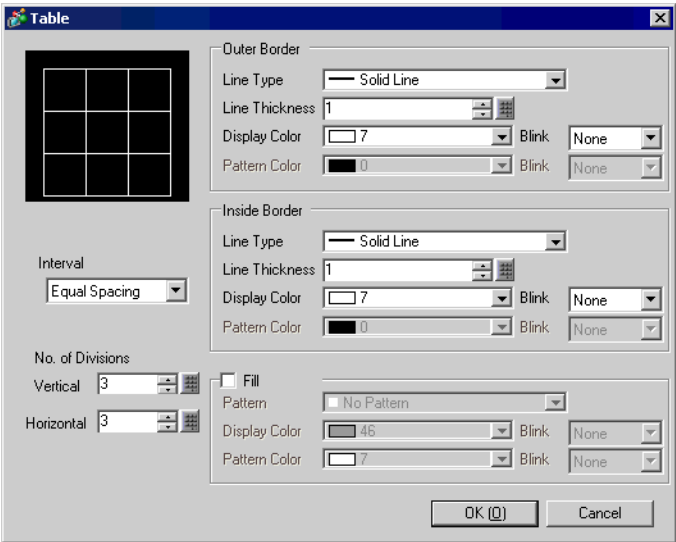 Table
Outer Border
Line Type Solid Line
Line Thickness 1
Display Color 7 Blink None
Pattern Color 0 Blink None
Inside Border
Line Type Solid Line
Line Thickness 1
Display Color 7 Blink None
Pattern Color 0 Blink None
Interval
Equal Spacing
No. of Divisions
Vertical 3
Horizontal 3
Fill
Pattern No Pattern
Display Color 46 Blink None
Pattern Color 7 Blink None
OK (O) Cancel